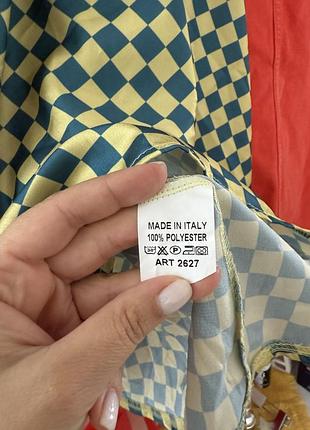 MADE IN ITALY
100% POLYESTER
ART 2627